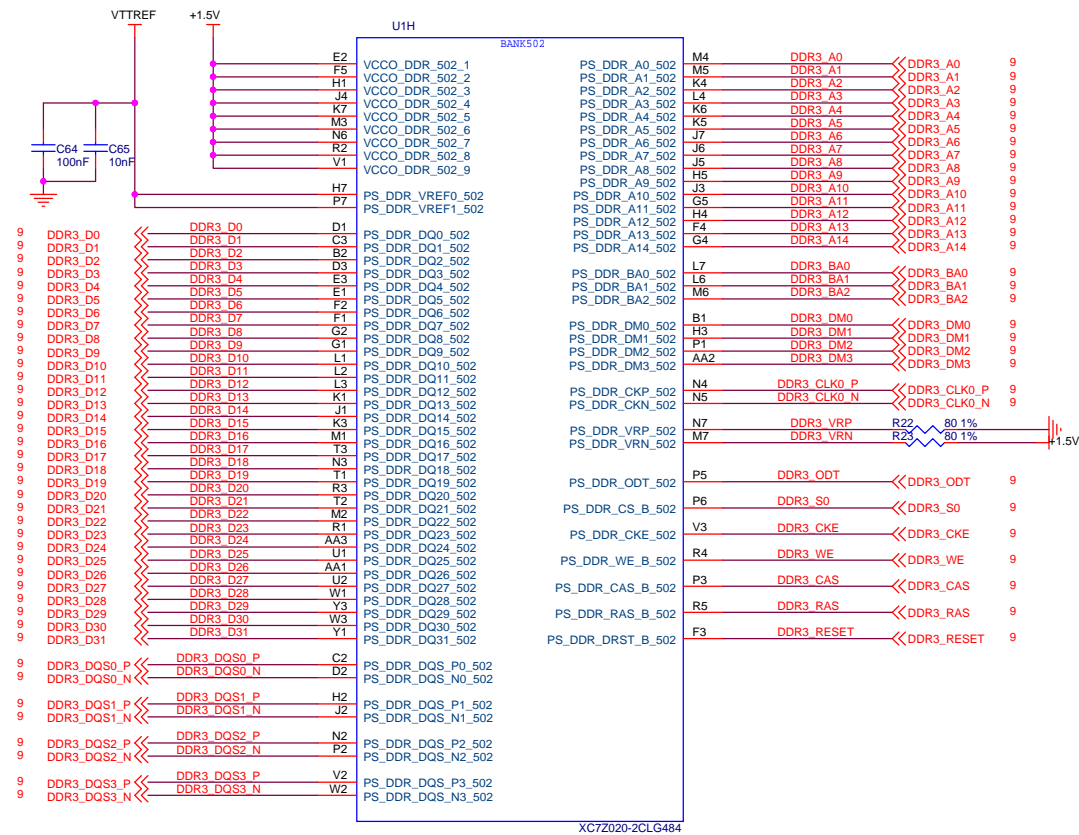 VTTREF +1.5V
U1H
BANK502
C64
100nF
C65
10nF
E2 VCCO_DDR_502_1
F5 VCCO_DDR_502_2
H1 VCCO_DDR_502_3
J4 VCCO_DDR_502_4
K7 VCCO_DDR_502_5
M3 VCCO_DDR_502_6
N6 VCCO_DDR_502_7
R2 VCCO_DDR_502_8
V1 VCCO_DDR_502_9
H7 PS_DDR_VREF0_502
P7 PS_DDR_VREF1_502
9 DDR3_D0 DDR3_D0 D1 PS_DDR_DQ0_502
9 DDR3_D1 DDR3_D1 C3 PS_DDR_DQ1_502
9 DDR3_D2 DDR3_D2 B2 PS_DDR_DQ2_502
9 DDR3_D3 DDR3_D3 D3 PS_DDR_DQ3_502
9 DDR3_D4 DDR3_D4 E3 PS_DDR_DQ4_502
9 DDR3_D5 DDR3_D5 E1 PS_DDR_DQ5_502
9 DDR3_D6 DDR3_D6 F2 PS_DDR_DQ6_502
9 DDR3_D7 DDR3_D7 F1 PS_DDR_DQ7_502
9 DDR3_D8 DDR3_D8 G2 PS_DDR_DQ8_502
9 DDR3_D9 DDR3_D9 G1 PS_DDR_DQ9_502
9 DDR3_D10 DDR3_D10 L1 PS_DDR_DQ10_502
9 DDR3_D11 DDR3_D11 L2 PS_DDR_DQ11_502
9 DDR3_D12 DDR3_D12 L3 PS_DDR_DQ12_502
9 DDR3_D13 DDR3_D13 K1 PS_DDR_DQ13_502
9 DDR3_D14 DDR3_D14 J1 PS_DDR_DQ14_502
9 DDR3_D15 DDR3_D15 K3 PS_DDR_DQ15_502
9 DDR3_D16 DDR3_D16 M1 PS_DDR_DQ16_502
9 DDR3_D17 DDR3_D17 T3 PS_DDR_DQ17_502
9 DDR3_D18 DDR3_D18 N3 PS_DDR_DQ18_502
9 DDR3_D19 DDR3_D19 T1 PS_DDR_DQ19_502
9 DDR3_D20 DDR3_D20 R3 PS_DDR_DQ20_502
9 DDR3_D21 DDR3_D21 T2 PS_DDR_DQ21_502
9 DDR3_D22 DDR3_D22 M2 PS_DDR_DQ22_502
9 DDR3_D23 DDR3_D23 R1 PS_DDR_DQ23_502
9 DDR3_D24 DDR3_D24 AA3 PS_DDR_DQ24_502
9 DDR3_D25 DDR3_D25 U1 PS_DDR_DQ25_502
9 DDR3_D26 DDR3_D26 AA1 PS_DDR_DQ26_502
9 DDR3_D27 DDR3_D27 U2 PS_DDR_DQ27_502
9 DDR3_D28 DDR3_D28 W1 PS_DDR_DQ28_502
9 DDR3_D29 DDR3_D29 Y3 PS_DDR_DQ29_502
9 DDR3_D30 DDR3_D30 W3 PS_DDR_DQ30_502
9 DDR3_D31 DDR3_D31 Y1 PS_DDR_DQ31_502
9 DDR3_DQS0_P DDR3_DQS0_P C2 PS_DDR_DQS_P0_502
9 DDR3_DQS0_N DDR3_DQS0_N D2 PS_DDR_DQS_N0_502
9 DDR3_DQS1_P DDR3_DQS1_P H2 PS_DDR_DQS_P1_502
9 DDR3_DQS1_N DDR3_DQS1_N J2 PS_DDR_DQS_N1_502
9 DDR3_DQS2_P DDR3_DQS2_P N2 PS_DDR_DQS_P2_502
9 DDR3_DQS2_N DDR3_DQS2_N P2 PS_DDR_DQS_N2_502
9 DDR3_DQS3_P DDR3_DQS3_P V2 PS_DDR_DQS_P3_502
9 DDR3_DQS3_N DDR3_DQS3_N W2 PS_DDR_DQS_N3_502
PS_DDR_A0_502 M4 DDR3_A0 DDR3_A0 9
PS_DDR_A1_502 M5 DDR3_A1 DDR3_A1 9
PS_DDR_A2_502 K4 DDR3_A2 DDR3_A2 9
PS_DDR_A3_502 L4 DDR3_A3 DDR3_A3 9
PS_DDR_A4_502 K6 DDR3_A4 DDR3_A4 9
PS_DDR_A5_502 K5 DDR3_A5 DDR3_A5 9
PS_DDR_A6_502 J7 DDR3_A6 DDR3_A6 9
PS_DDR_A7_502 J6 DDR3_A7 DDR3_A7 9
PS_DDR_A8_502 J5 DDR3_A8 DDR3_A8 9
PS_DDR_A9_502 H5 DDR3_A9 DDR3_A9 9
PS_DDR_A10_502 J3 DDR3_A10 DDR3_A10 9
PS_DDR_A11_502 G5 DDR3_A11 DDR3_A11 9
PS_DDR_A12_502 H4 DDR3_A12 DDR3_A12 9
PS_DDR_A13_502 F4 DDR3_A13 DDR3_A13 9
PS_DDR_A14_502 G4 DDR3_A14 DDR3_A14 9
PS_DDR_BA0_502 L7 DDR3_BA0 DDR3_BA0 9
PS_DDR_BA1_502 L6 DDR3_BA1 DDR3_BA1 9
PS_DDR_BA2_502 M6 DDR3_BA2 DDR3_BA2 9
PS_DDR_DM0_502 B1 DDR3_DM0 DDR3_DM0 9
PS_DDR_DM1_502 H3 DDR3_DM1 DDR3_DM1 9
PS_DDR_DM2_502 P1 DDR3_DM2 DDR3_DM2 9
PS_DDR_DM3_502 AA2 DDR3_DM3 DDR3_DM3 9
PS_DDR_CKP_502 N4 DDR3_CLK0_P DDR3_CLK0_P 9
PS_DDR_CKN_502 N5 DDR3_CLK0_N DDR3_CLK0_N 9
PS_DDR_VRP_502 N7 DDR3_VRP R22 80 1%
PS_DDR_VRN_502 M7 DDR3_VRN R23 80 1% +1.5V
PS_DDR_ODT_502 P5 DDR3_ODT DDR3_ODT 9
PS_DDR_CS_B_502 P6 DDR3_S0 DDR3_S0 9
PS_DDR_CKE_502 V3 DDR3_CKE DDR3_CKE 9
PS_DDR_WE_B_502 R4 DDR3_WE DDR3_WE 9
PS_DDR_CAS_B_502 P3 DDR3_CAS DDR3_CAS 9
PS_DDR_RAS_B_502 R5 DDR3_RAS DDR3_RAS 9
PS_DDR_DRST_B_502 F3 DDR3_RESET DDR3_RESET 9
XC7Z020-2CLG484